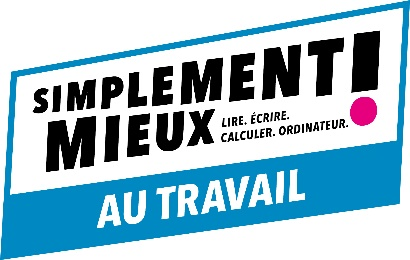 SIMPLEMENT!
MIEUX
LIRE. ÉCRIRE.
CALCULER. ORDINATEUR.
AU TRAVAIL